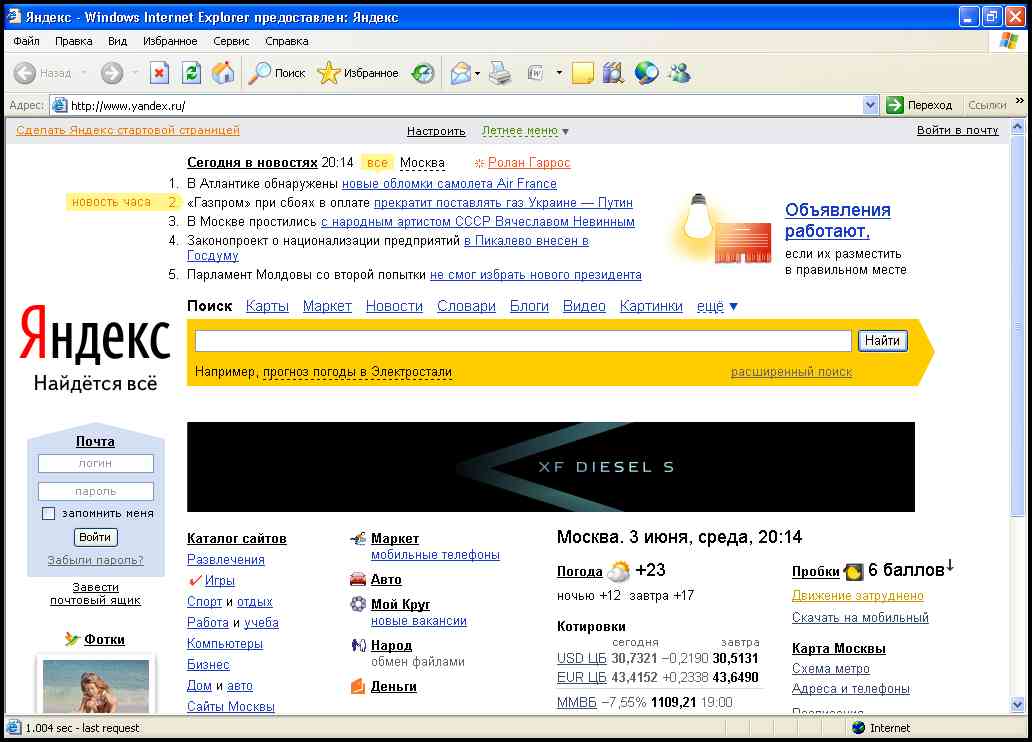 Яндекс - Windows Internet Explorer предоставлен: Яндекс
Файл Правка Вид Избранное Сервис Справка
Назад Поиск Избранное
Адрес: http://www.yandex.ru/ Переход Ссылки »
Сделать Яндекс стартовой страницей Настроить Летнее меню ▼ Войти в почту
Сегодня в новостях 20:14 все Москва Ролан Гаррос
1. В Атлантике обнаружены новые обломки самолета Air France
новость часа 2. «Газпром» при сбоях в оплате прекратит поставлять газ Украине — Путин
3. В Москве простились с народным артистом СССР Вячеславом Невинным
4. Законопроект о национализации предприятий в Пикалево внесен в
Госдуму
5. Парламент Молдовы со второй попытки не смог избрать нового президента
Объявления
работают,
если их разместить
в правильном месте
Поиск Карты Маркет Новости Словари Блоги Видео Картинки ещё ▼
Яндекс
Найдётся всё
Найти
Например, прогноз погоды в Электростали расширенный поиск
XF DIESEL S
Почта
логин
пароль
запомнить меня
Войти
Забыли пароль?
Завести
почтовый ящик
Фотки
Каталог сайтов
Развлечения
Игры
Спорт и отдых
Работа и учеба
Компьютеры
Бизнес
Дом и авто
Сайты Москвы
Маркет
мобильные телефоны
Авто
Мой Круг
новые вакансии
Народ
обмен файлами
Деньги
Москва. 3 июня, среда, 20:14
Погода +23
ночью +12 завтра +17
Котировки
сегодня завтра
USD ЦБ 30,7321 −0,2190 30,5131
EUR ЦБ 43,4152 +0,2338 43,6490
ММВБ −7,55% 1109,21 19:00
Пробки 6 баллов↓
Движение затруднено
Скачать на мобильный
Карта Москвы
Схема метро
Адреса и телефоны
Расписания
1.004 sec - last request Internet